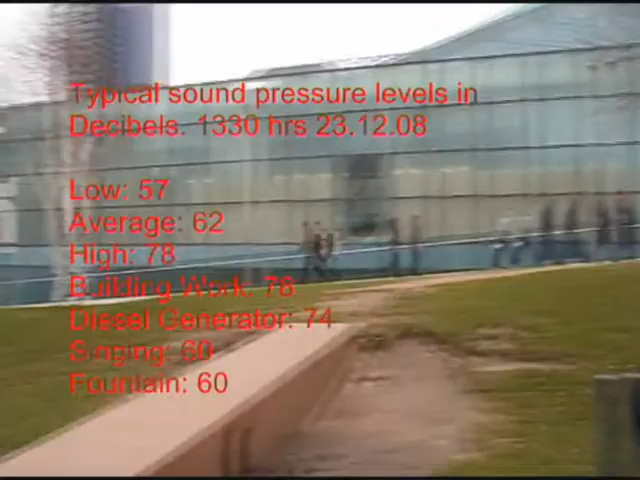 Typical sound pressure levels in
Decibels. 1330 hrs 23.12.08
Low: 57
Average: 62
High: 78
Building Work: 78
Diesel Generator: 74
Singing: 60
Fountain: 60